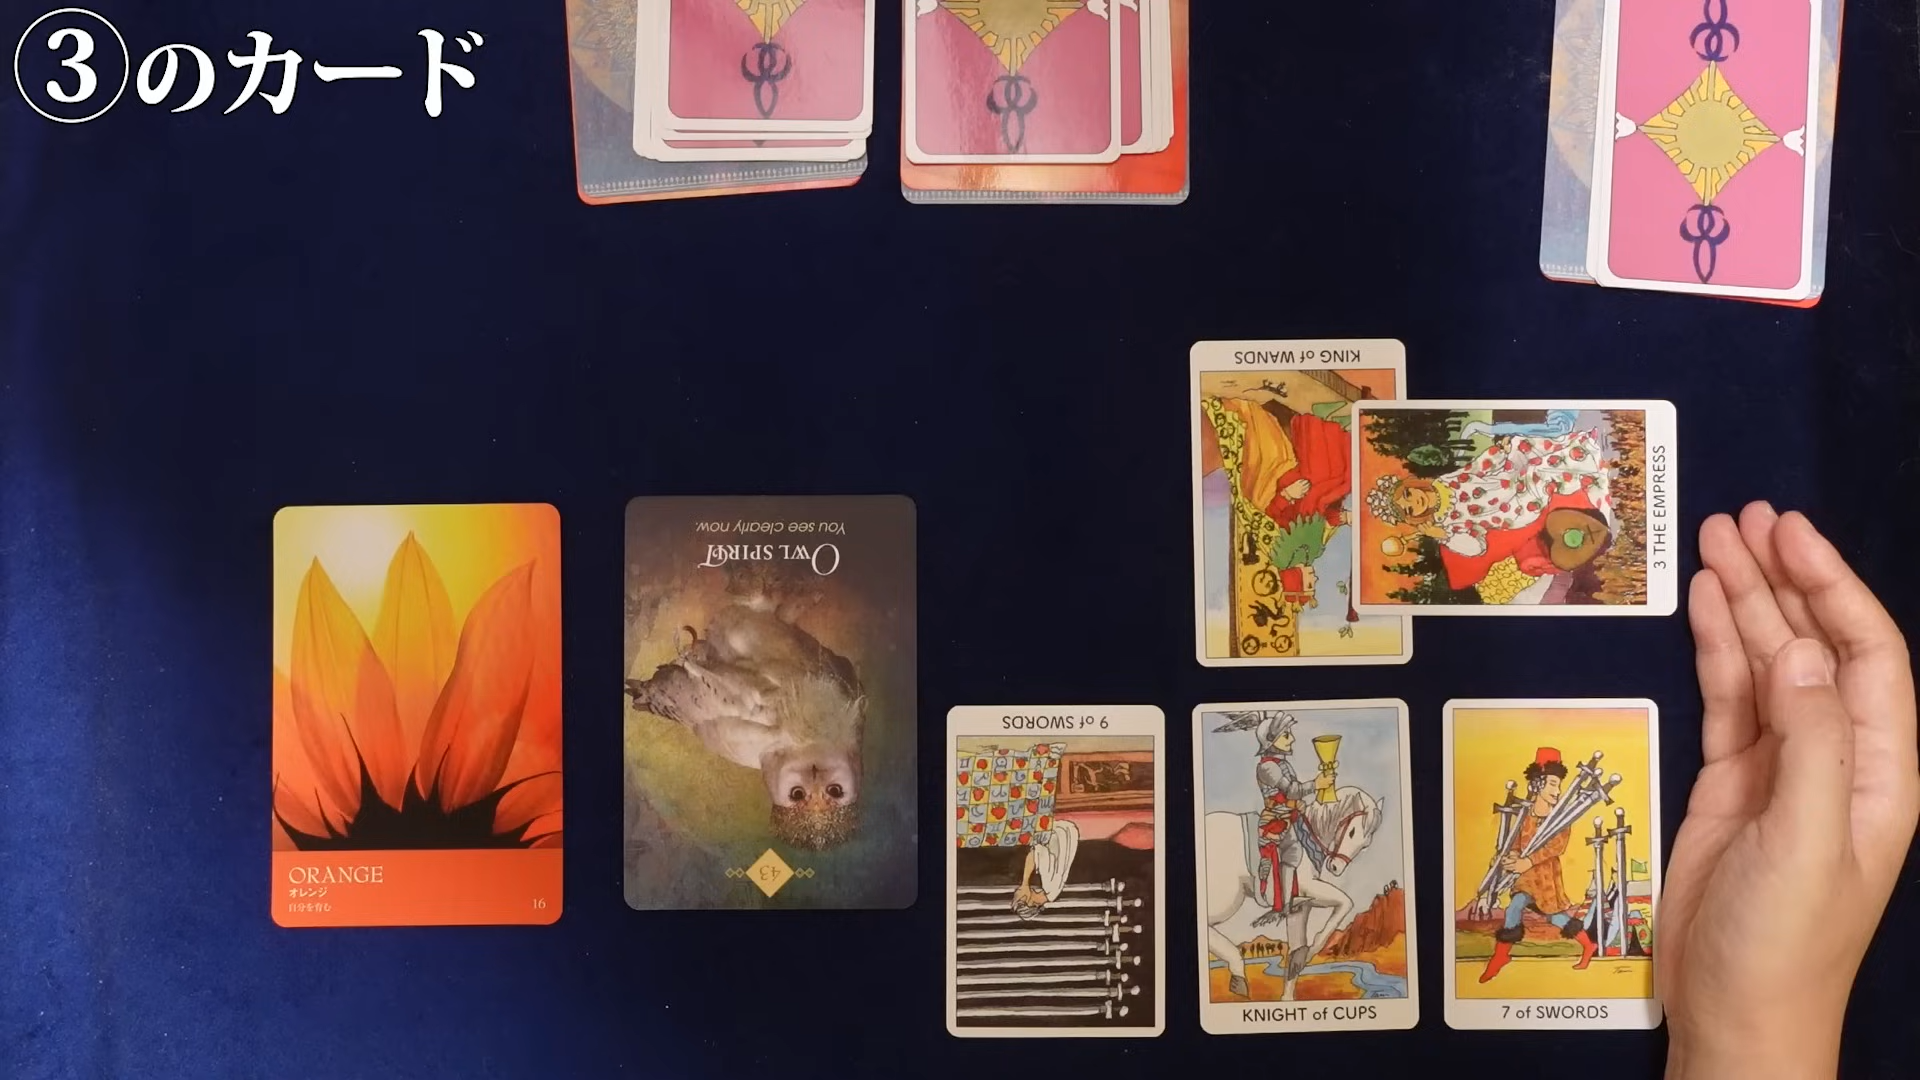 ③のカード
KING of WANDS
3 THE EMPRESS
You see clearly now.
OWL SPIRIT
43
ORANGE
オレンジ
自分を育む
16
9 of SWORDS
KNIGHT of CUPS
7 of SWORDS